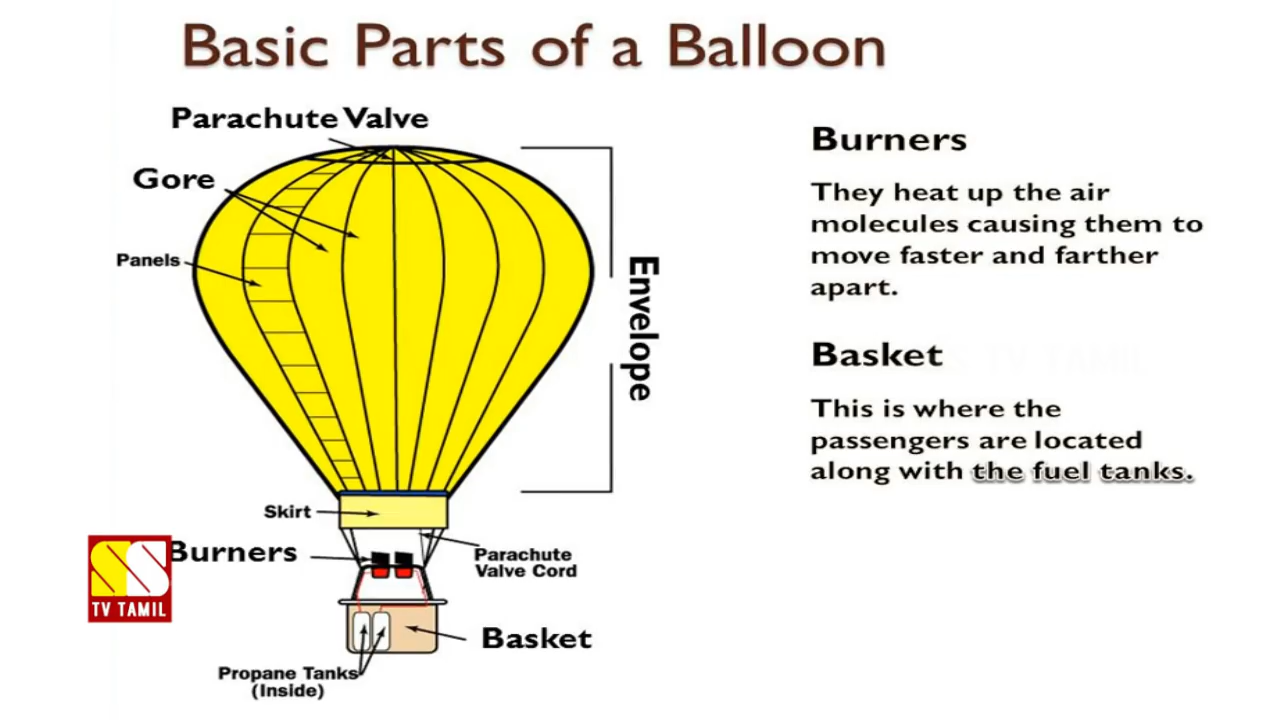 Basic Parts of a Balloon
Parachute Valve
Gore
Panels
Envelope
Skirt
Burners
Parachute
Valve Cord
Basket
Propane Tanks
(Inside)
Burners
They heat up the air
molecules causing them to
move faster and farther
apart.
Basket
This is where the
passengers are located
along with the fuel tanks.
SS
TV TAMIL